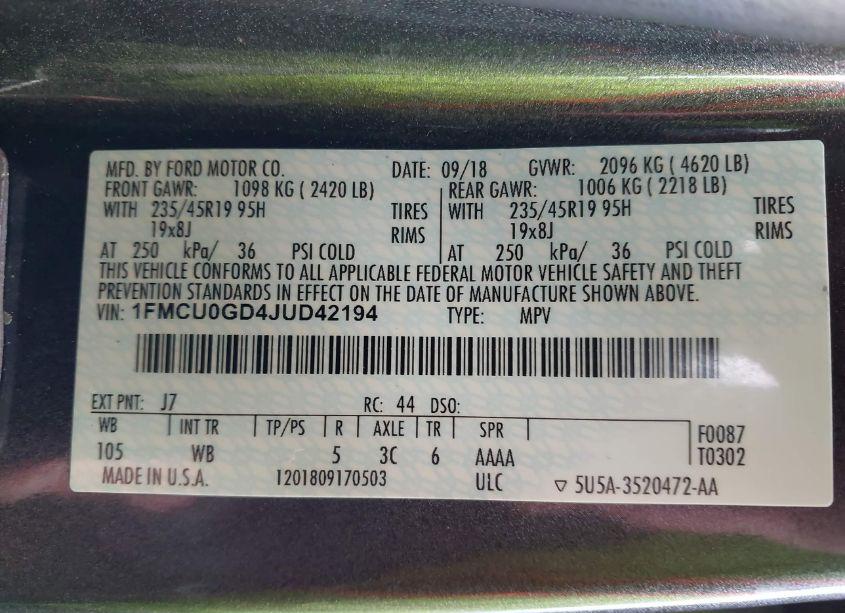 MFD. BY FORD MOTOR CO. DATE: 09/18 GVWR: 2096 KG ( 4620 LB)
FRONT GAWR: 1098 KG ( 2420 LB) REAR GAWR: 1006 KG ( 2218 LB)
WITH 235/45R19 95H TIRES WITH 235/45R19 95H TIRES
19x8J RIMS 19x8J RIMS
AT 250 kPa/ 36 PSI COLD AT 250 kPa/ 36 PSI COLD
THIS VEHICLE CONFORMS TO ALL APPLICABLE FEDERAL MOTOR VEHICLE SAFETY AND THEFT
PREVENTION STANDARDS IN EFFECT ON THE DATE OF MANUFACTURE SHOWN ABOVE.
VIN: 1FMCU0GD4JUD42194 TYPE: MPV
EXT PNT: J7 RC: 44 DSO:
WB INT TR TP/PS R AXLE TR SPR F0087
105 WB 5 3C 6 AAAA T0302
MADE IN U.S.A. 1201809170503 ULC ▽ 5U5A-3520472-AA